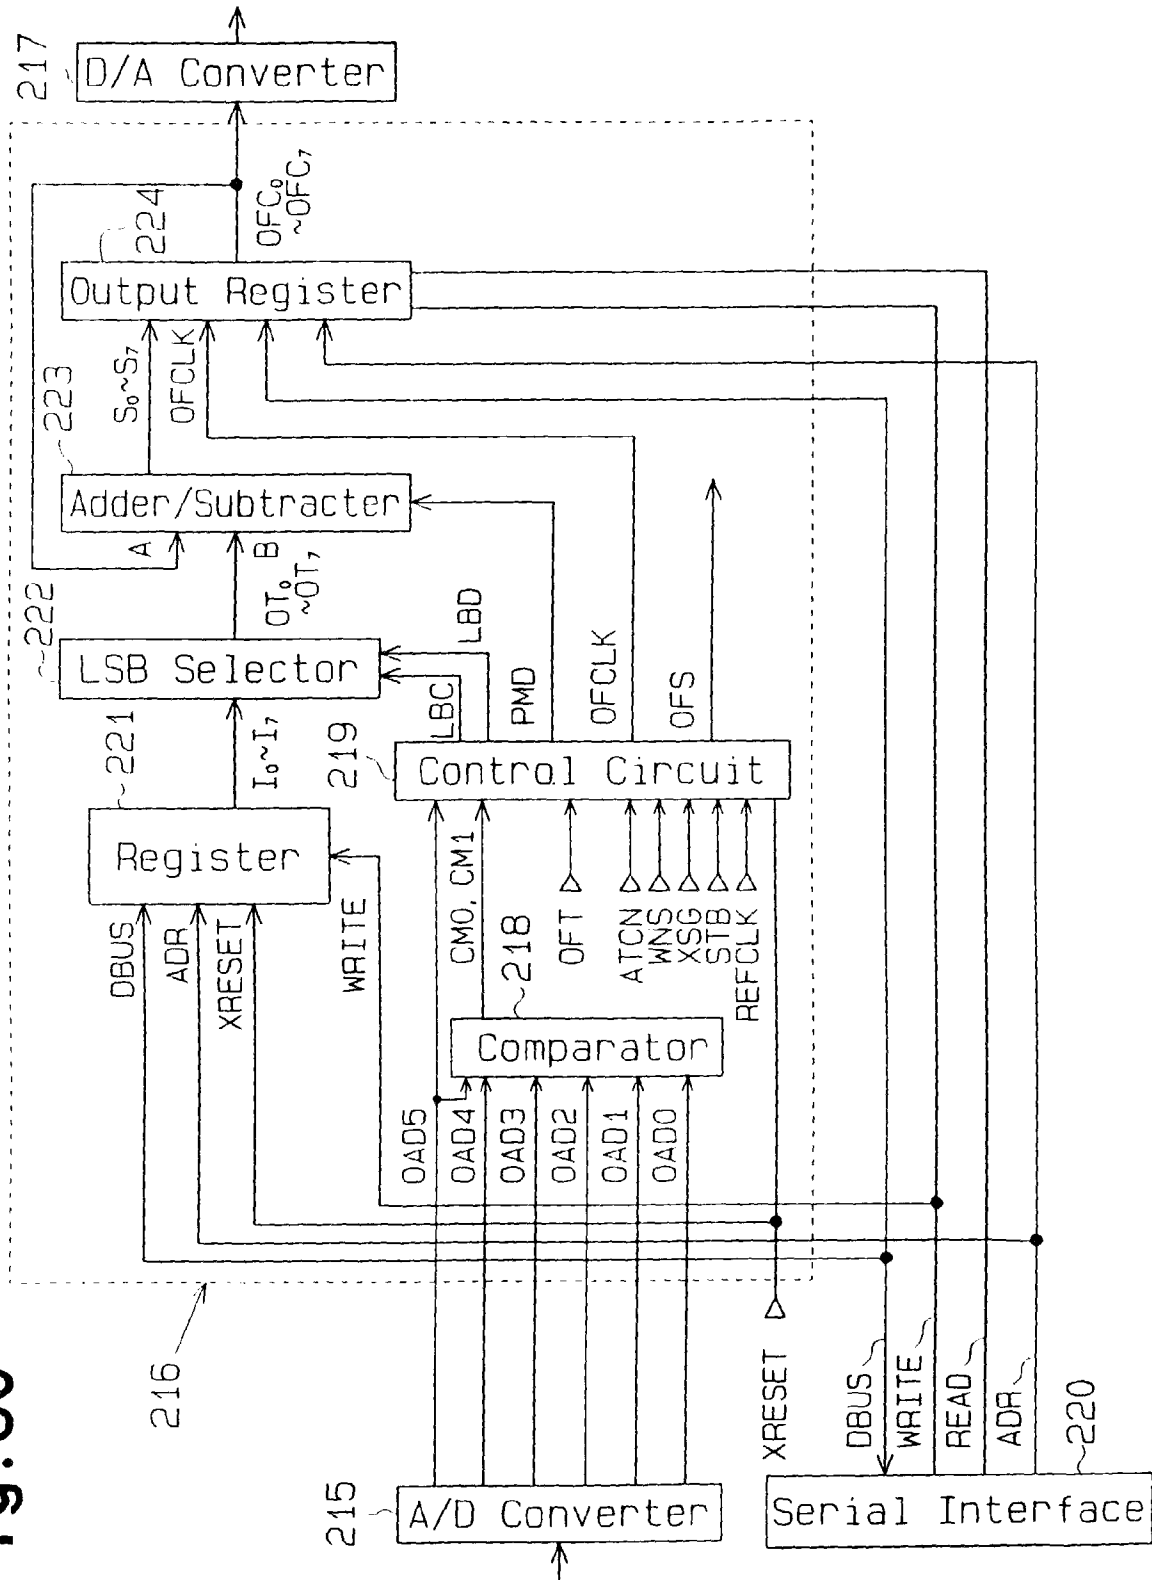 217
D/A Converter
OFC₀
~OFC₇
224
Output Register
S₀~S₇
OFCLK
223
Adder/Subtracter
A
B
OT₀
~OT₇
222
LSB Selector
LBC
LBD
PMD
OFCLK
OFS
I₀~I₇
221
Register
219
Control Circuit
DBUS
ADR
XRESET
WRITE
CM0, CM1
218
Comparator
OFT
ATCN
WNS
XSG
STB
REFCLK
OAD5
OAD4
OAD3
OAD2
OAD1
OAD0
216
XRESET
DBUS
WRITE
READ
ADR
215
A/D Converter
220
Serial Interface